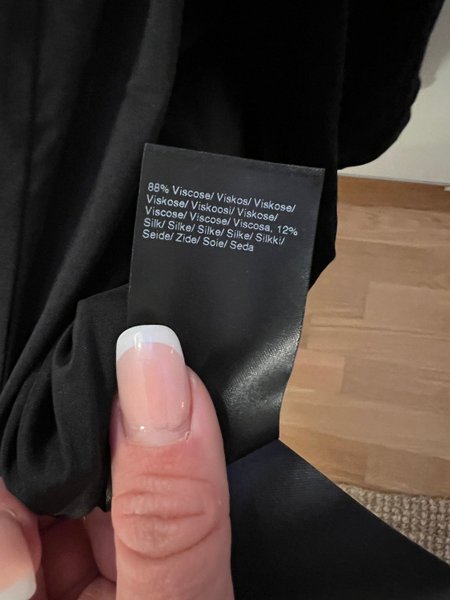 88% Viscose/ Viskos/ Viskose/
Viskose/ Viskoosi/ Viskose/
Viscose/ Viscose/ Viscosa, 12%
Silk/ Silke/ Silke/ Silke/ Silkki/
Seide/ Zide/ Soie/ Seda